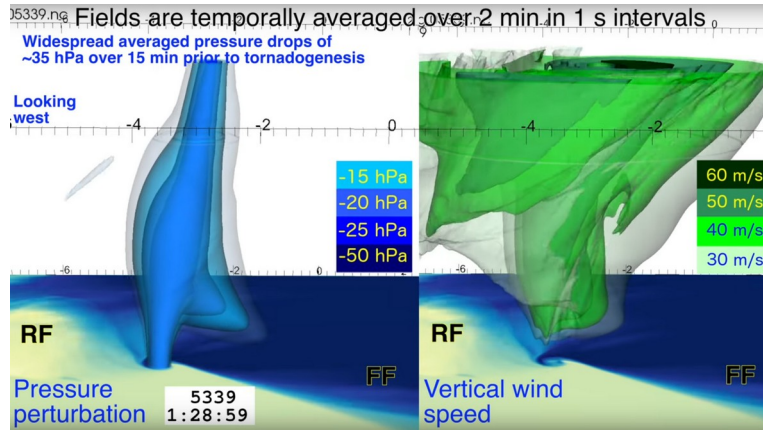 05339.nc
Fields are temporally averaged over 2 min in 1 s intervals
Widespread averaged pressure drops of
~35 hPa over 15 min prior to tornadogenesis
Looking
west
-4
-2
0
-15 hPa
-20 hPa
-25 hPa
-50 hPa
-6
-2
0
RF
FF
Pressure
perturbation
5339
1:28:59
0
-4
-2
60 m/s
50 m/s
40 m/s
30 m/s
-6
-2
RF
FF
Vertical wind
speed